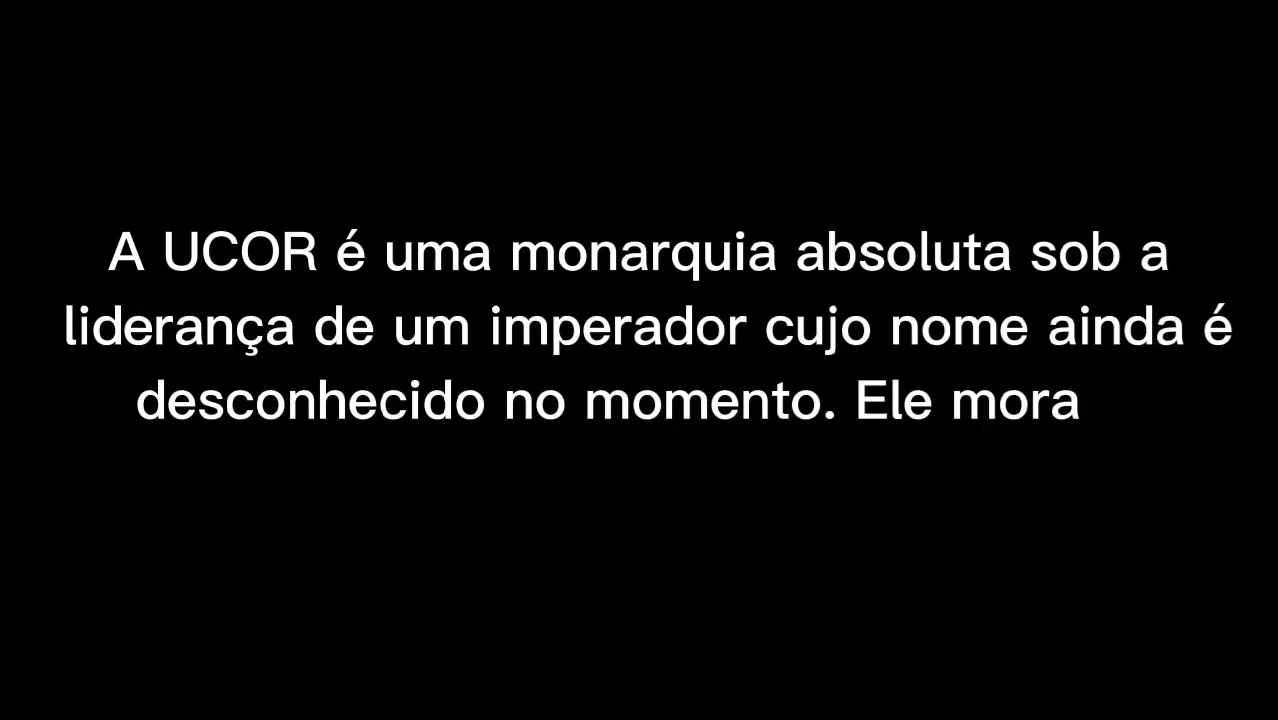 A UCOR é uma monarquia absoluta sob a
liderança de um imperador cujo nome ainda é
desconhecido no momento. Ele mora